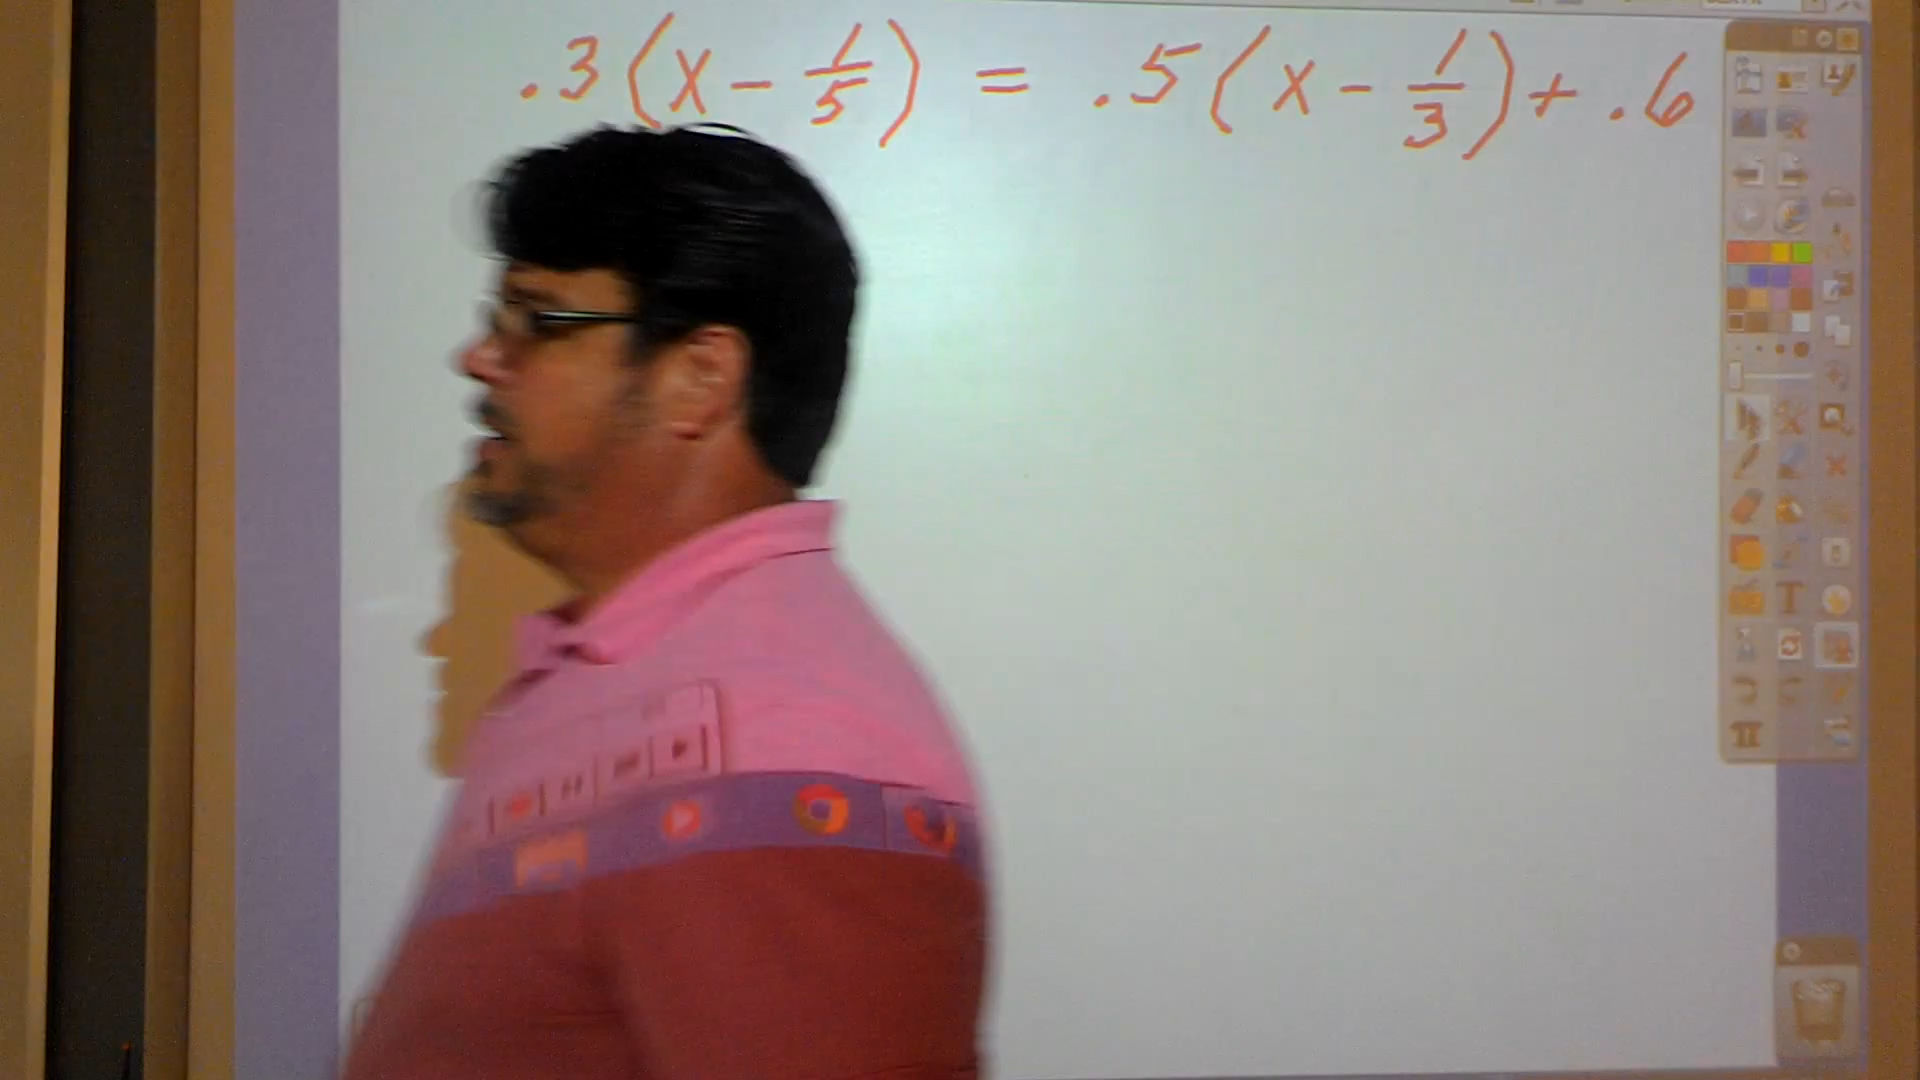 .3(x - 1/5) = .5(x - 1/3) + .6